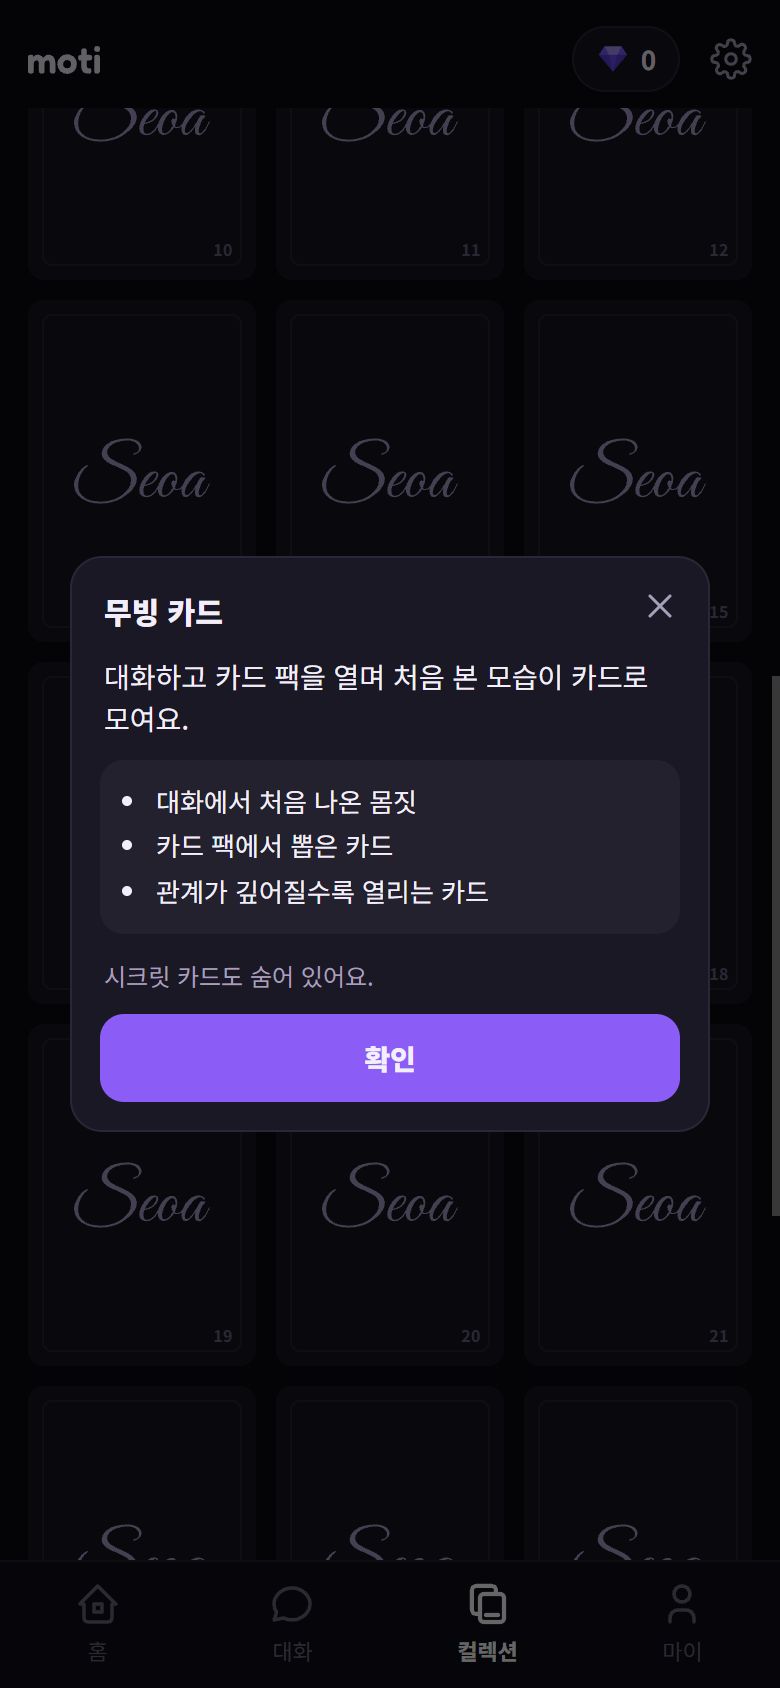 moti
0
Seoa
Seoa
Seoa
10
11
12
Seoa
Seoa
Seoa
15
무빙 카드
대화하고 카드 팩을 열며 처음 본 모습이 카드로
모여요.
대화에서 처음 나온 몸짓
카드 팩에서 뽑은 카드
관계가 깊어질수록 열리는 카드
18
시크릿 카드도 숨어 있어요.
확인
Seoa
Seoa
Seoa
19
20
21
Seoa
Seoa
Seoa
홈
대화
컬렉션
마이